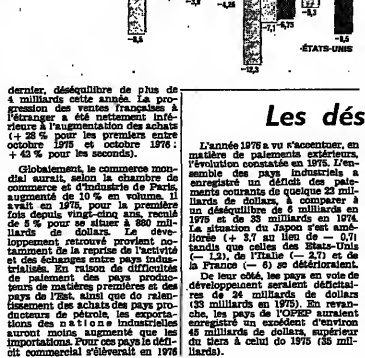 -8,5
-4,25
-12,3
-7,1
-6,75
-8,3
-8,5
ÉTATS-UNIS
dernier, déséquilibre de plus de
4 milliards cette année. La pro-
gression des ventes françaises à
l'étranger a été nettement infé-
rieure à l'augmentation des achats
(+ 28 % pour les premiers entre
octobre 1975 et octobre 1976 ;
+ 43 % pour les seconds).
Globalement, le commerce mon-
dial aurait, selon la chambre de
commerce et d'industrie de Paris,
augmenté de 10 % en volume. Il
avait en 1975, pour la première
fois depuis vingt-cinq ans, reculé
de 5 % pour se situer à 880 mil-
liards de dollars. Le déve-
loppement retrouvé provient no-
tamment de la reprise de l'activité
et des échanges entre pays indus-
trialisés. En raison de difficultés
de paiement des pays produc-
teurs de matières premières et des
pays de l'Est, ainsi que du ralen-
tissement des achats des pays pro-
ducteurs de pétrole, les exporta-
tions des nations industrielles
auront moins augmenté que les
importations. Pour ces pays le défi-
cit commercial s'élèverait en 1976
Les dés
L'année 1976 a vu s'accentuer, en
matière de paiements extérieurs,
l'évolution constatée en 1975. L'en-
semble des pays industriels a
enregistré un déficit des paie-
ments courants de quelque 23 mil-
liards de dollars, à comparer à
un déséquilibre de 6 milliards en
1975 et de 33 milliards en 1974.
La situation du Japon s'est amé-
liorée (+ 3,7 au lieu de — 0,7)
tandis que celles des Etats-Unis
(— 1,2), de l'Italie (— 2,7) et de
la France (— 6) se détérioraient.
De leur côté, les pays en voie de
développement seraient déficitai-
res de 24 milliards de dollars
(33 milliards en 1975). En revan-
che, les pays de l'OPEP auraient
enregistré un excédent d'environ
45 milliards de dollars, supérieur
du tiers à celui de 1975 (35 mil-
liards).